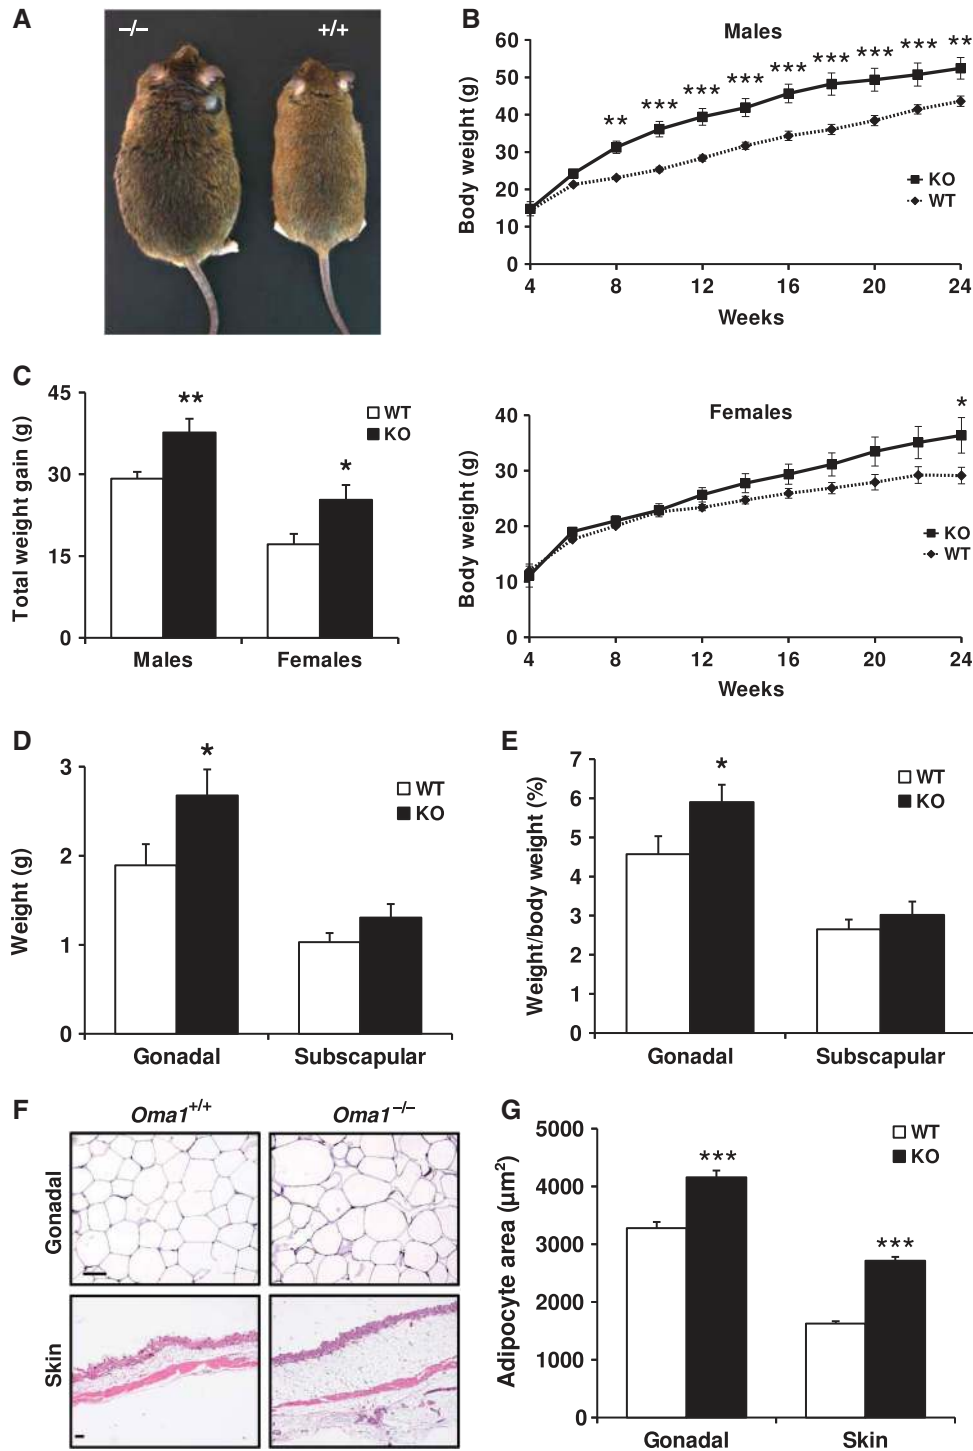 A
–/–
+/+
B
Males
** *** *** *** *** *** *** *** **
Body weight (g)
60
50
40
30
20
10
0
4 8 12 16 20 24
Weeks
KO
WT
C
Total weight gain (g)
45
30
15
0
**
*
WT
KO
Males Females
Females
*
Body weight (g)
40
30
20
10
0
4 8 12 16 20 24
Weeks
KO
WT
D
Weight (g)
3
2
1
0
*
WT
KO
Gonadal Subscapular
E
Weight/body weight (%)
7
6
5
4
3
2
1
0
*
WT
KO
Gonadal Subscapular
F
Oma1+/+ Oma1–/–
Gonadal
Skin
G
Adipocyte area (µm²)
5000
4000
3000
2000
1000
0
***
***
WT
KO
Gonadal Skin